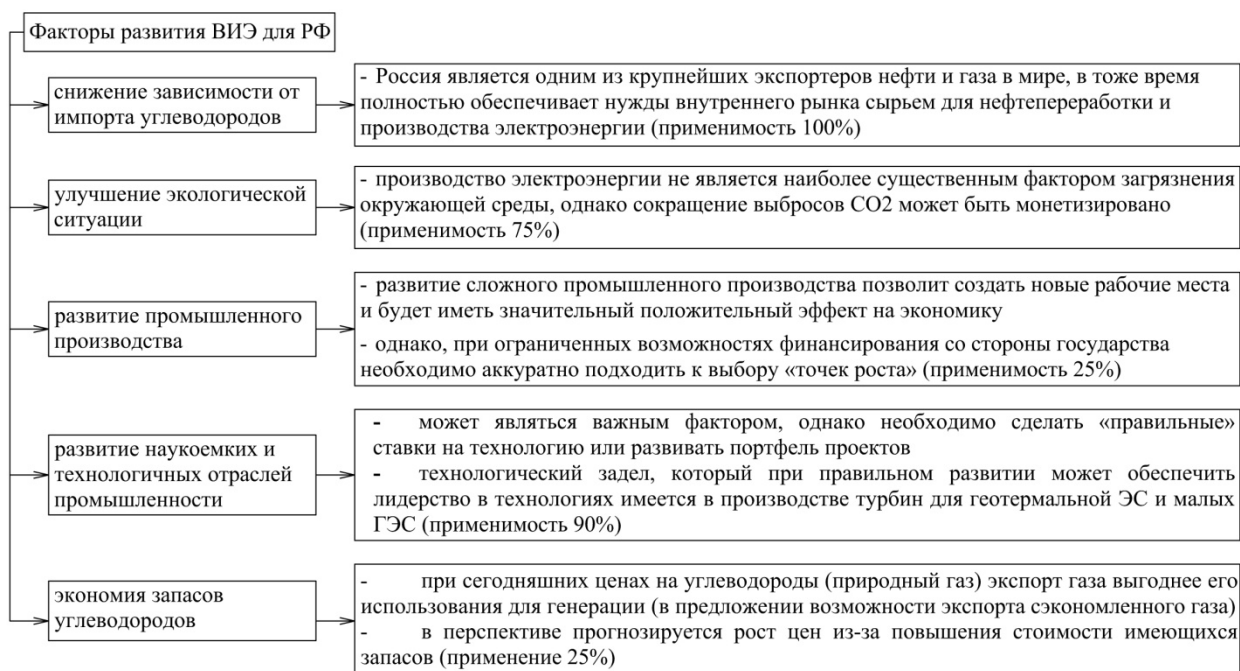 Факторы развития ВИЭ для РФ
снижение зависимости от
импорта углеводородов
- Россия является одним из крупнейших экспортеров нефти и газа в мире, в тоже время
полностью обеспечивает нужды внутреннего рынка сырьем для нефтепереработки и
производства электроэнергии (применимость 100%)
улучшение экологической
ситуации
- производство электроэнергии не является наиболее существенным фактором загрязнения
окружающей среды, однако сокращение выбросов СО2 может быть монетизировано
(применимость 75%)
развитие промышленного
производства
- развитие сложного промышленного производства позволит создать новые рабочие места
и будет иметь значительный положительный эффект на экономику
- однако, при ограниченных возможностях финансирования со стороны государства
необходимо аккуратно подходить к выбору «точек роста» (применимость 25%)
развитие наукоемких и
технологичных отраслей
промышленности
- может являться важным фактором, однако необходимо сделать «правильные»
ставки на технологию или развивать портфель проектов
- технологический задел, который при правильном развитии может обеспечить
лидерство в технологиях имеется в производстве турбин для геотермальной ЭС и малых
ГЭС (применимость 90%)
экономия запасов
углеводородов
- при сегодняшних ценах на углеводороды (природный газ) экспорт газа выгоднее его
использования для генерации (в предложении возможности экспорта сэкономленного газа)
- в перспективе прогнозируется рост цен из-за повышения стоимости имеющихся
запасов (применение 25%)